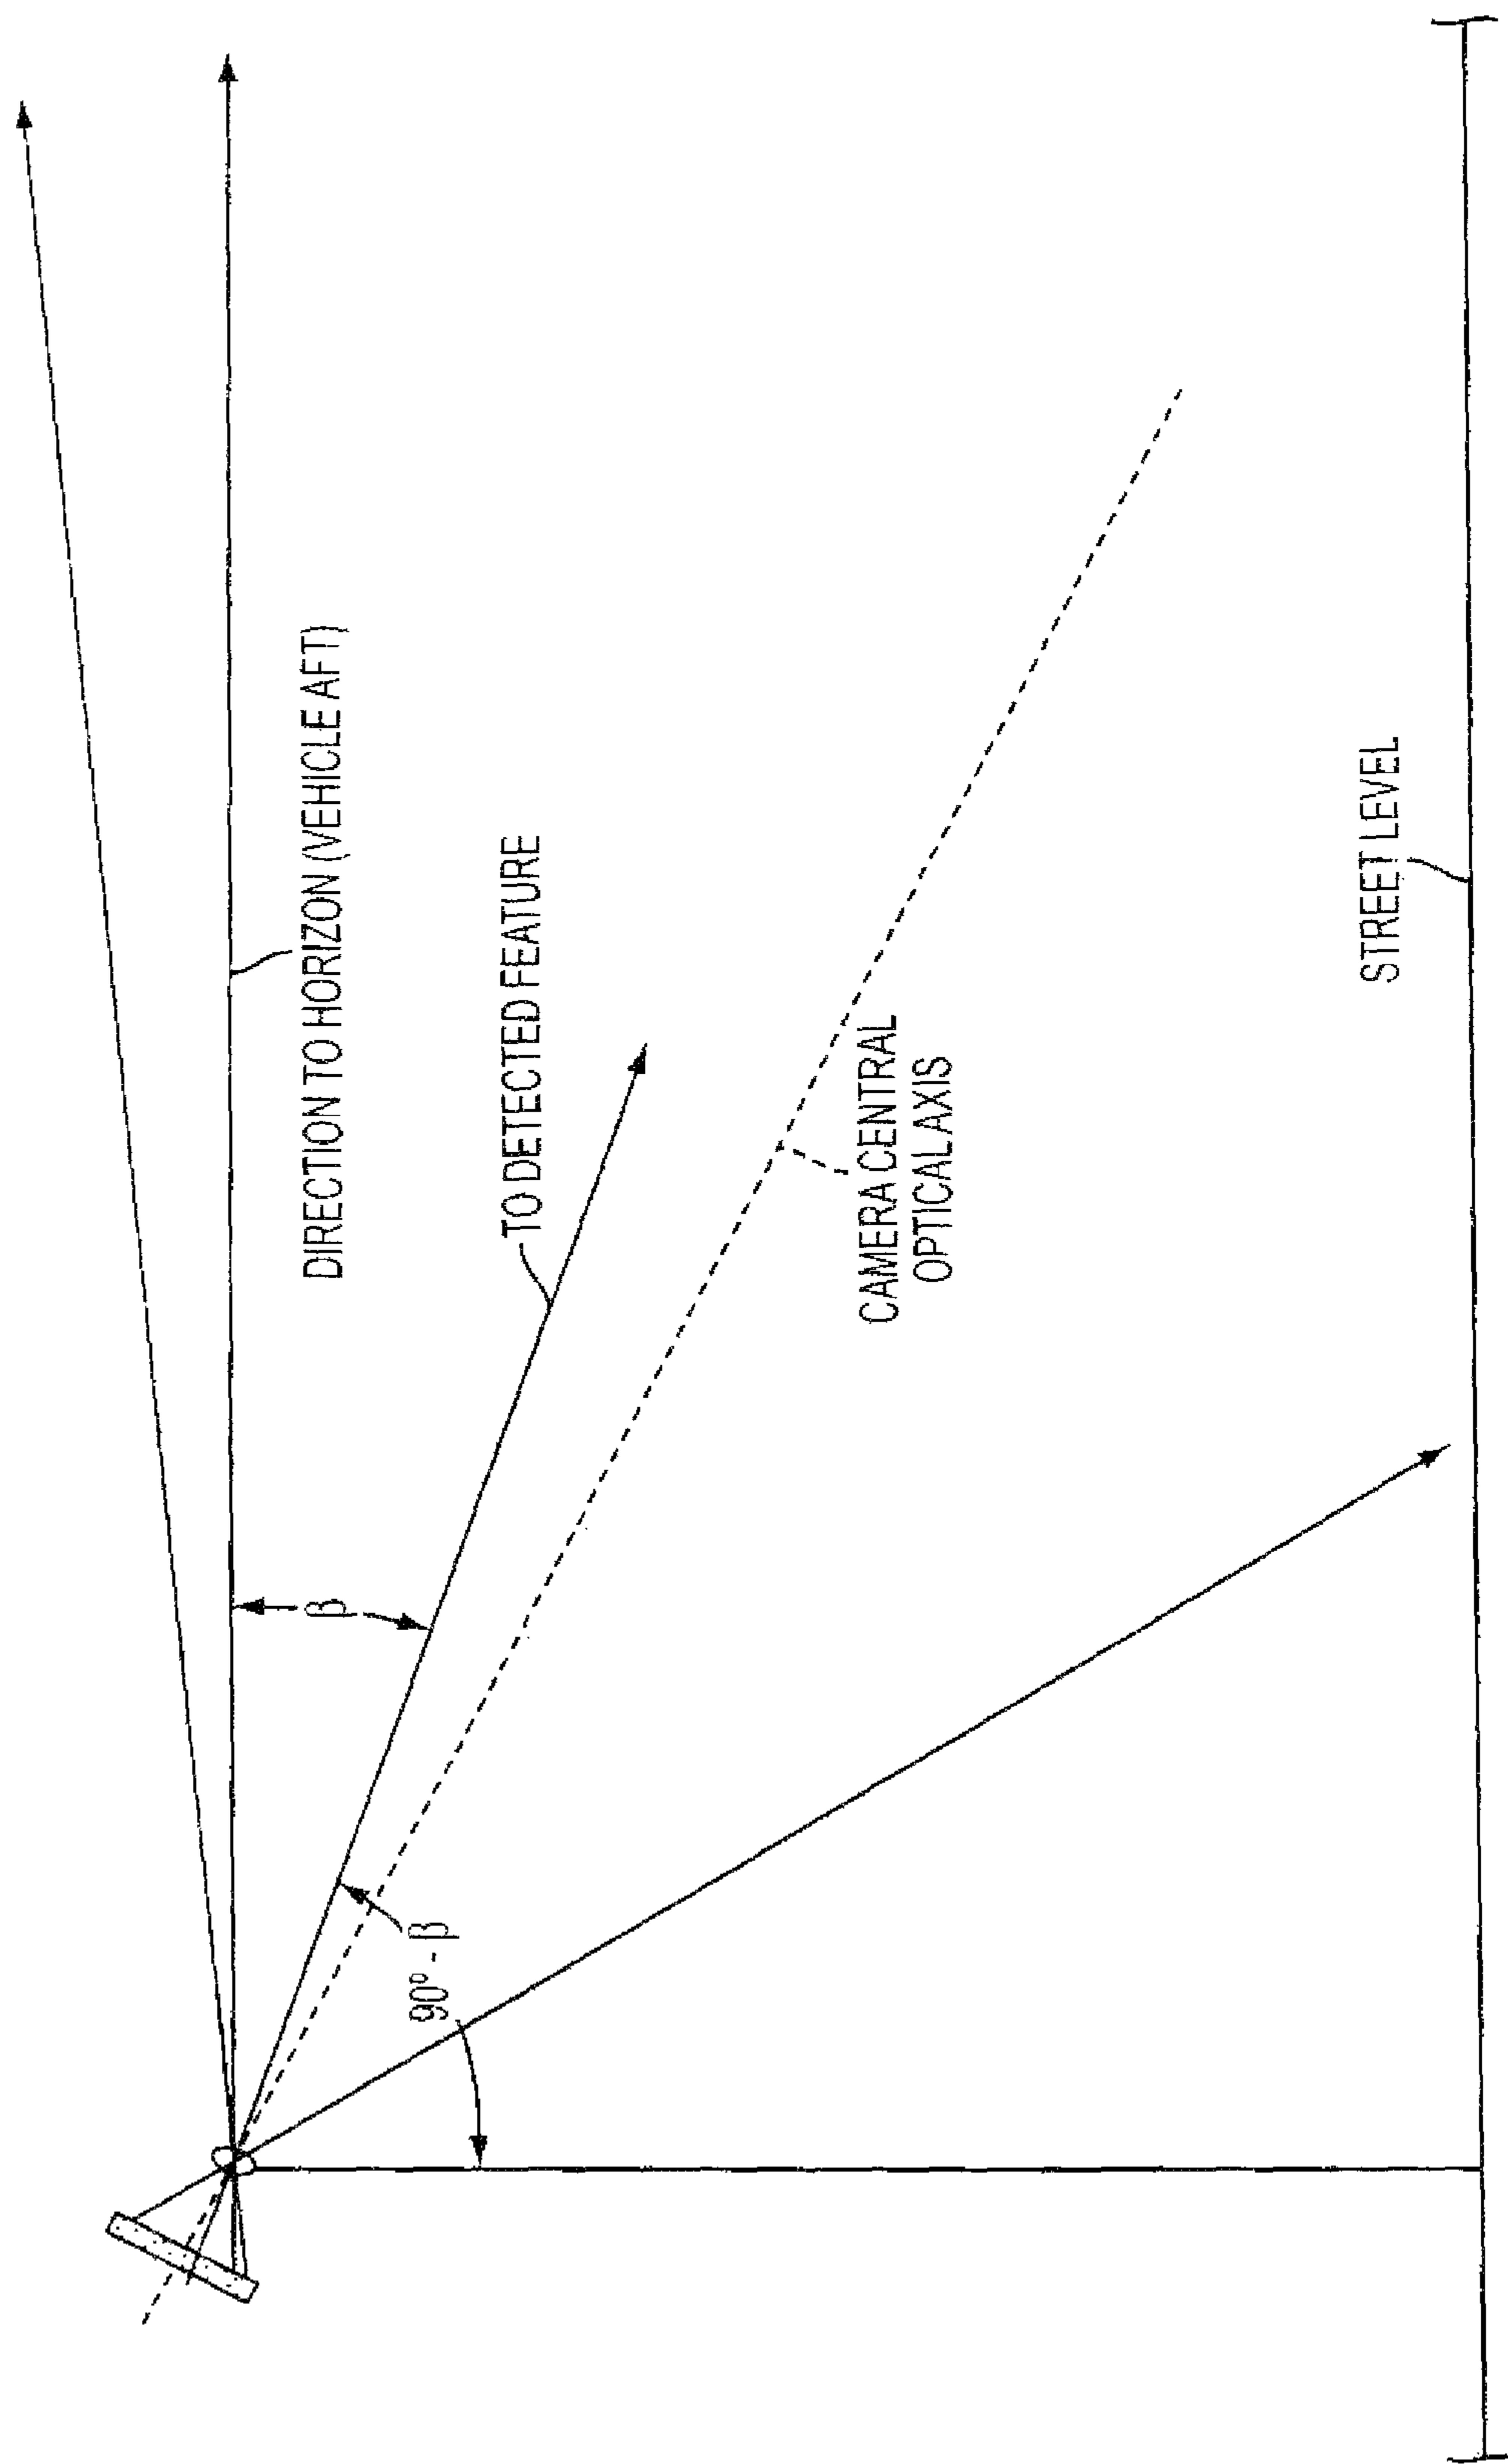 DIRECTION TO HORIZON (VEHICLE AFT)
TO DETECTED FEATURE
β
90° - β
CAMERA CENTRAL
OPTICAL AXIS
STREET LEVEL